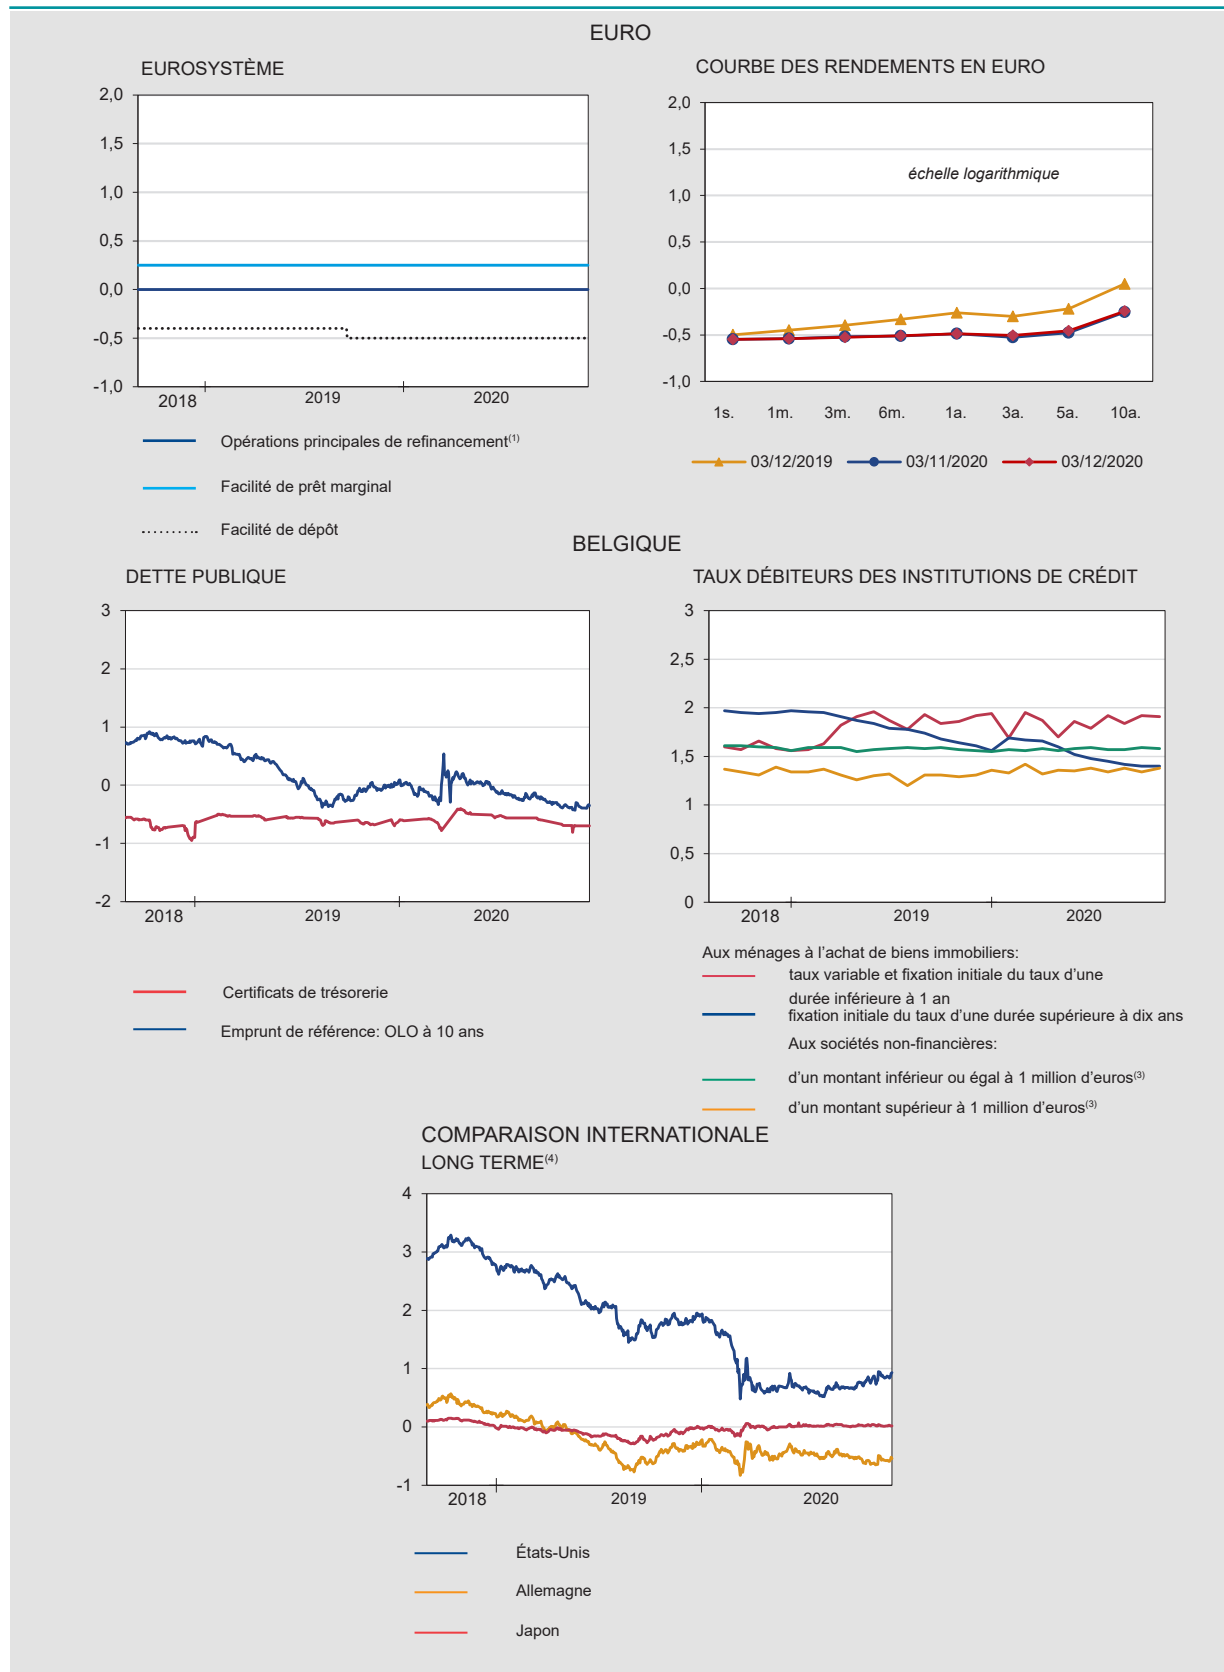 EURO
EUROSYSTÈME
2,0
1,5
1,0
0,5
0,0
-0,5
-1,0
2018
2019
2020
Opérations principales de refinancement(1)
Facilité de prêt marginal
Facilité de dépôt
COURBE DES RENDEMENTS EN EURO
2,0
1,5
1,0
0,5
0,0
-0,5
-1,0
échelle logarithmique
1s. 1m. 3m. 6m. 1a. 3a. 5a. 10a.
03/12/2019 03/11/2020 03/12/2020
BELGIQUE
DETTE PUBLIQUE
3
2
1
0
-1
-2
2018
2019
2020
Certificats de trésorerie
Emprunt de référence: OLO à 10 ans
TAUX DÉBITEURS DES INSTITUTIONS DE CRÉDIT
3
2,5
2
1,5
1
0,5
0
2018
2019
2020
Aux ménages à l’achat de biens immobiliers:
taux variable et fixation initiale du taux d’une
durée inférieure à 1 an
fixation initiale du taux d’une durée supérieure à dix ans
Aux sociétés non-financières:
d’un montant inférieur ou égal à 1 million d’euros(3)
d’un montant supérieur à 1 million d’euros(3)
COMPARAISON INTERNATIONALE
LONG TERME(4)
4
3
2
1
0
-1
2018
2019
2020
États-Unis
Allemagne
Japon